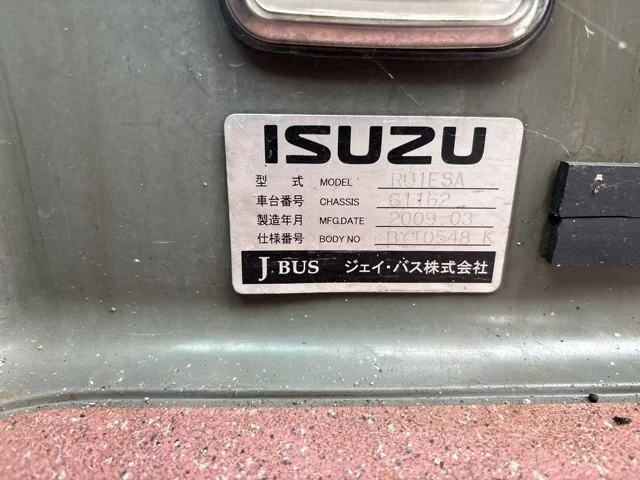 ISUZU
型 式 MODEL RU1ESA
車台番号 CHASSIS 61162
製造年月 MFG.DATE 2009.03
仕様番号 BODY NO RYT0548 K
J BUS ジェイ・バス株式会社